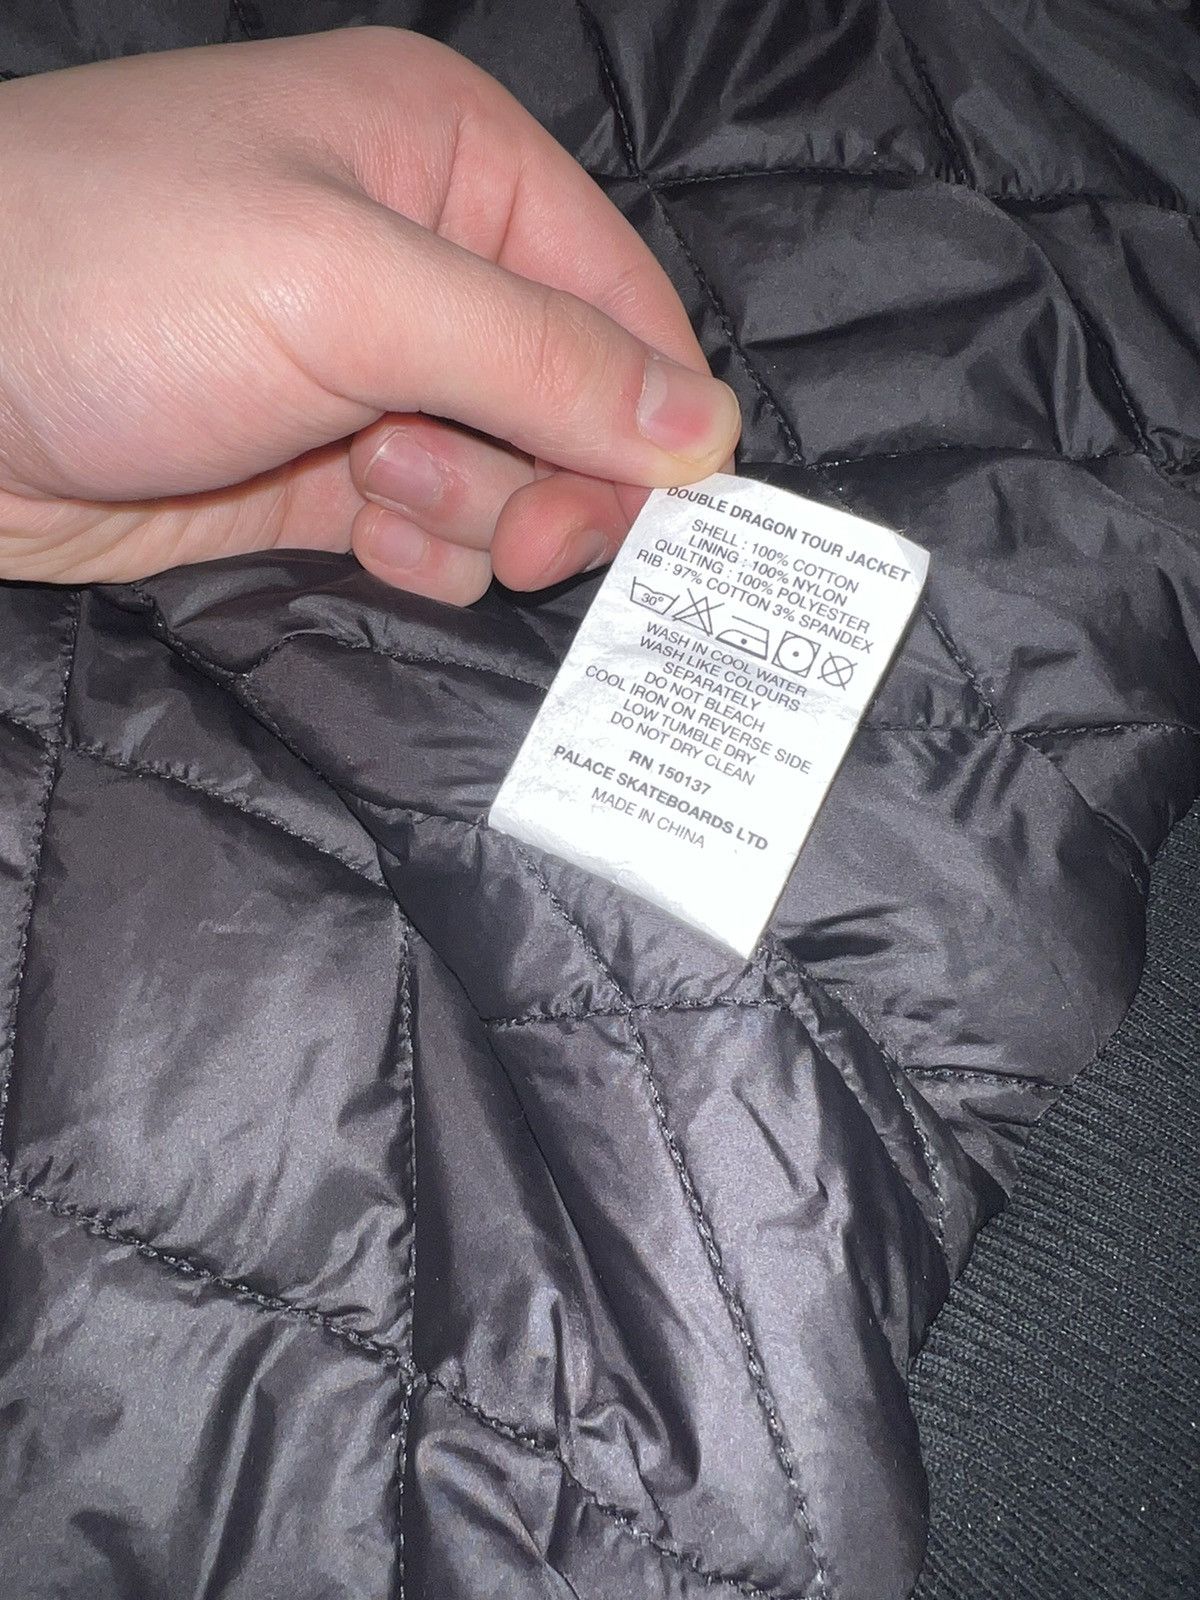 DOUBLE DRAGON TOUR JACKET
SHELL : 100% COTTON
LINING : 100% NYLON
QUILTING : 100% POLYESTER
RIB : 97% COTTON 3% SPANDEX
30°
WASH IN COOL WATER
WASH LIKE COLOURS
SEPARATELY
DO NOT BLEACH
COOL IRON ON REVERSE SIDE
LOW TUMBLE DRY
DO NOT DRY CLEAN
RN 150137
PALACE SKATEBOARDS LTD
MADE IN CHINA